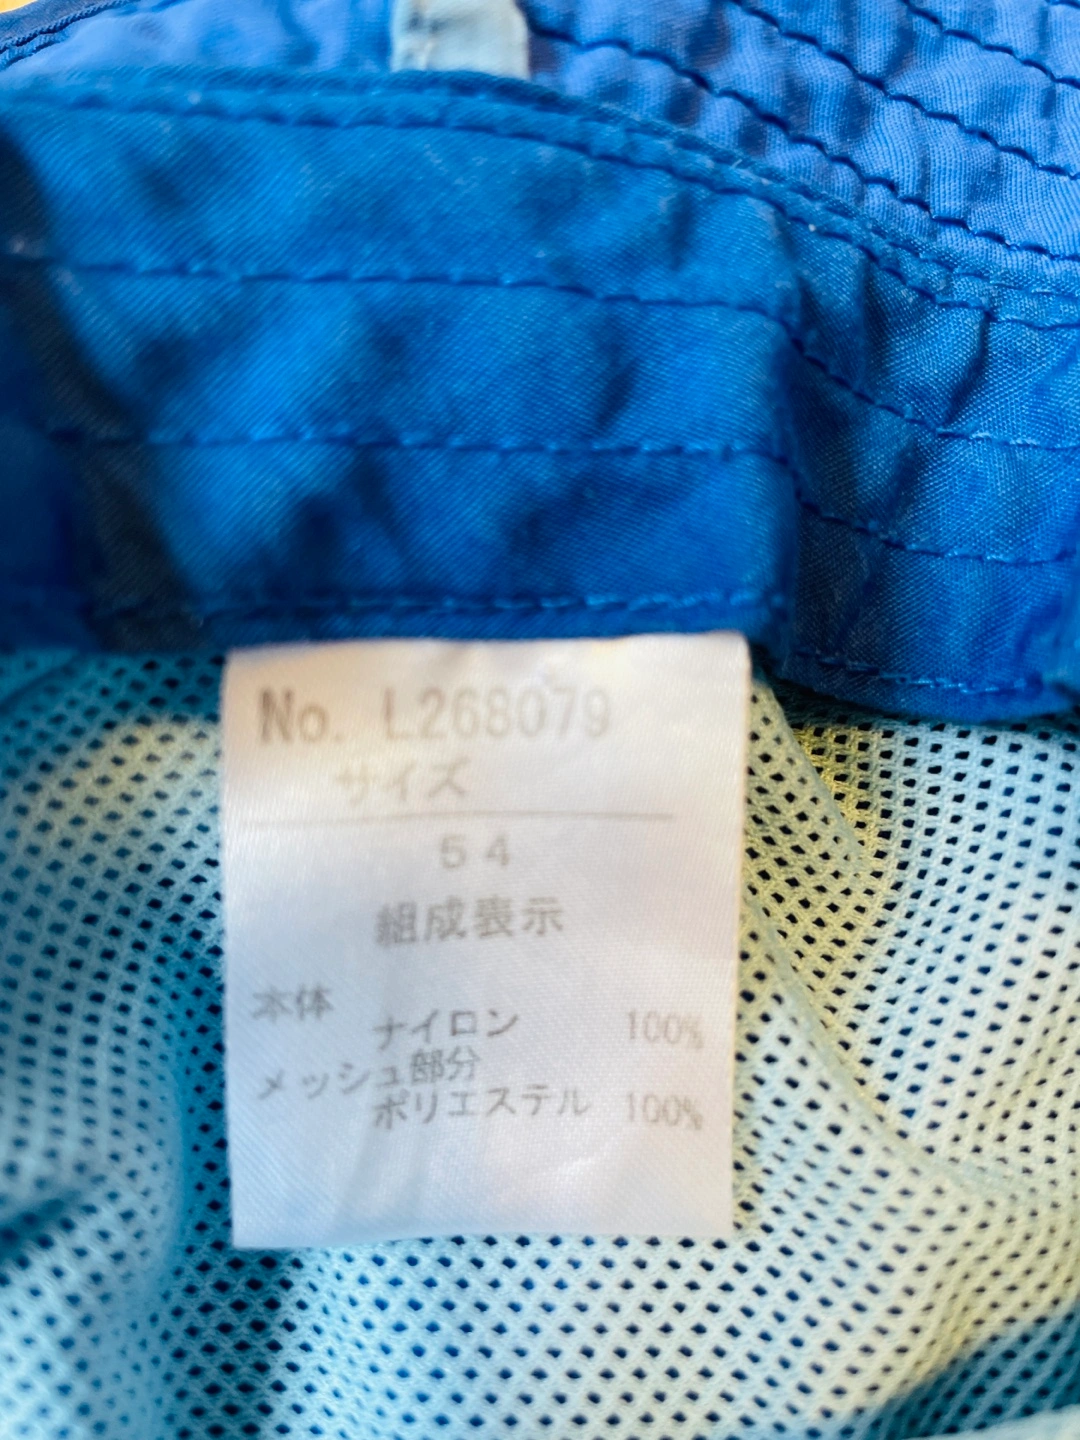 No. L268079
サイズ
54
組成表示
本体
ナイロン 100%
メッシュ部分
ポリエステル 100%